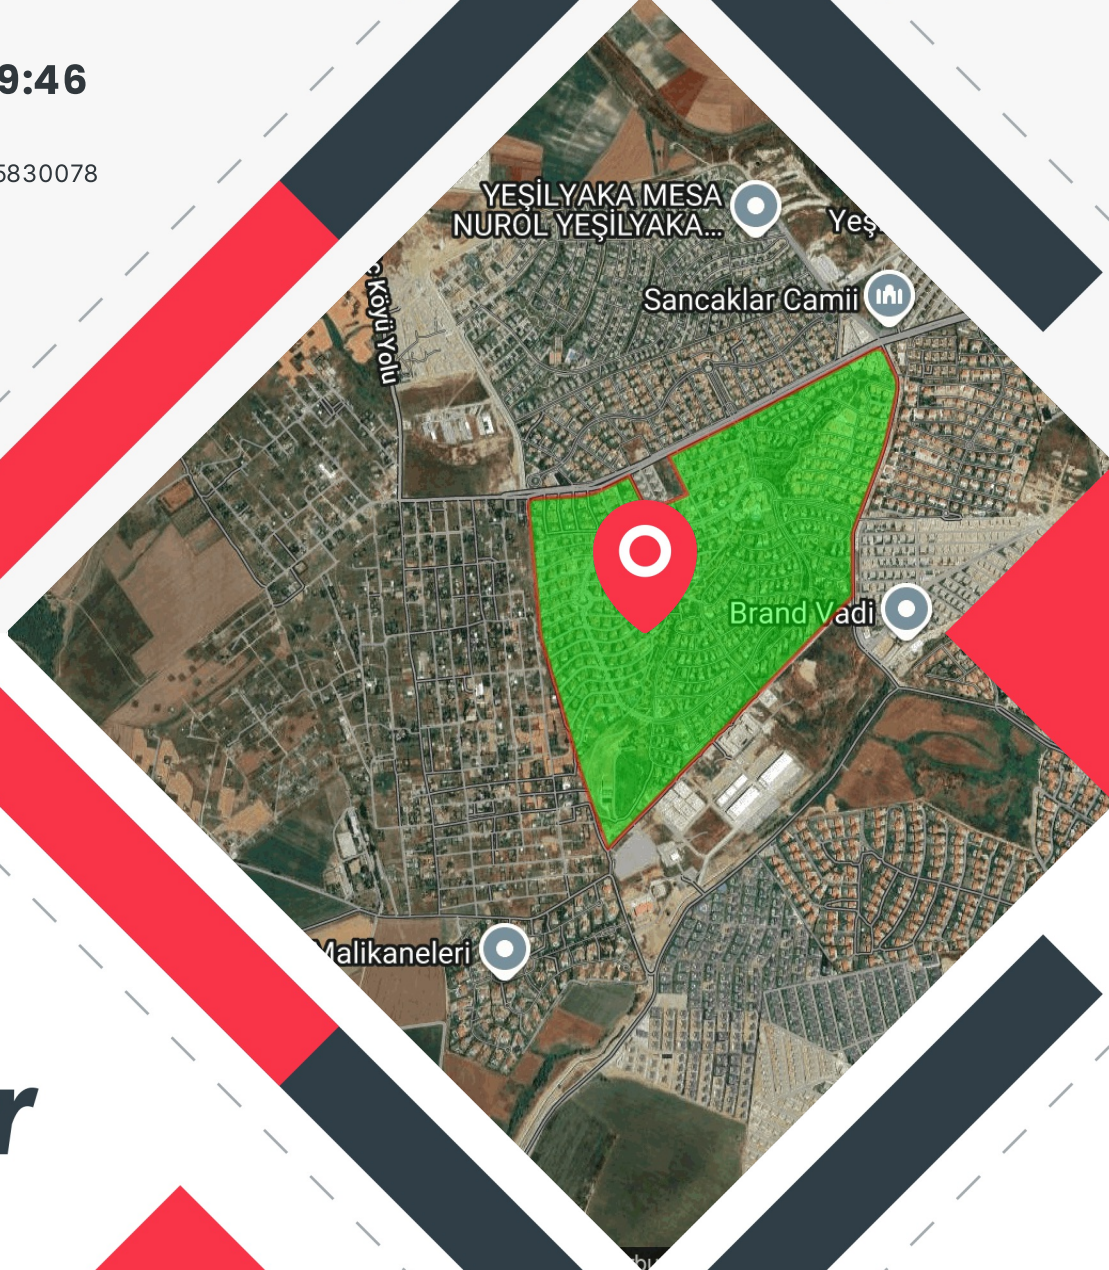 9:46
5830078
YEŞİLYAKA MESA
NUROL YEŞİLYAKA...
Yeş
Sancaklar Camii
ç Köyü Yolu
Brand Vadi
Malikaneleri
r